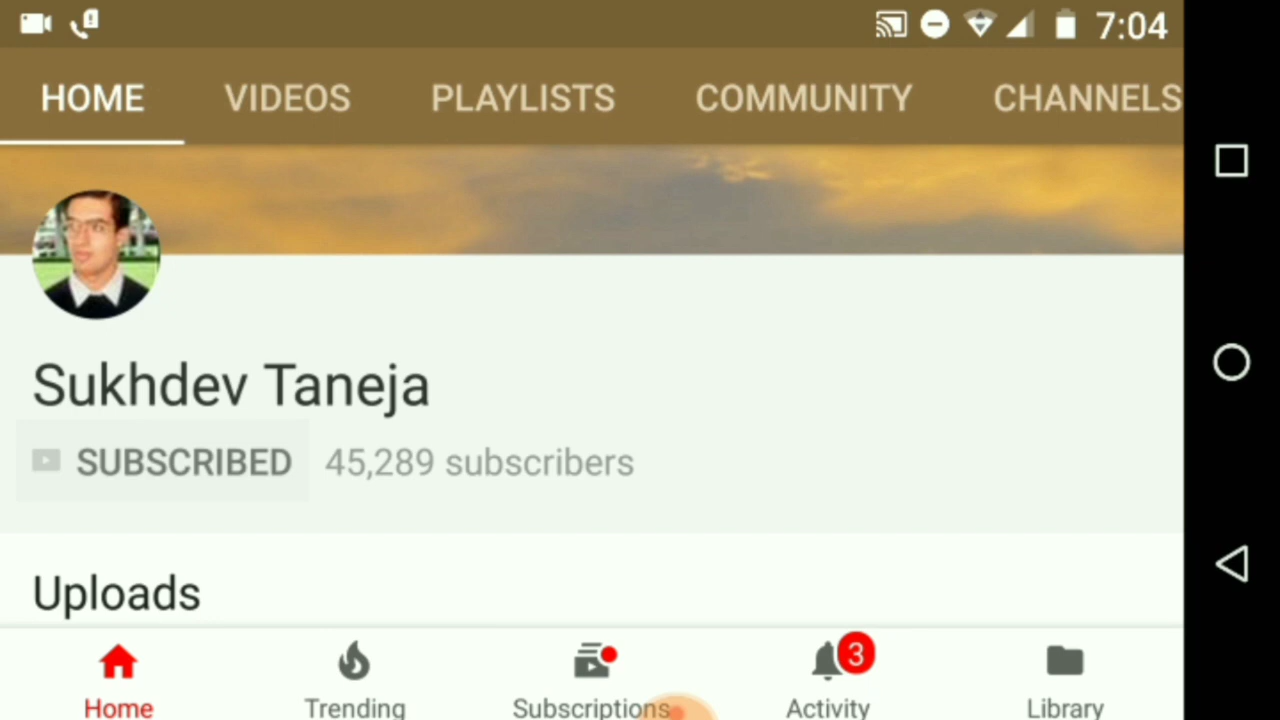 7:04
HOME VIDEOS PLAYLISTS COMMUNITY CHANNELS
Sukhdev Taneja
SUBSCRIBED 45,289 subscribers
Uploads
3
Home Trending Subscriptions Activity Library